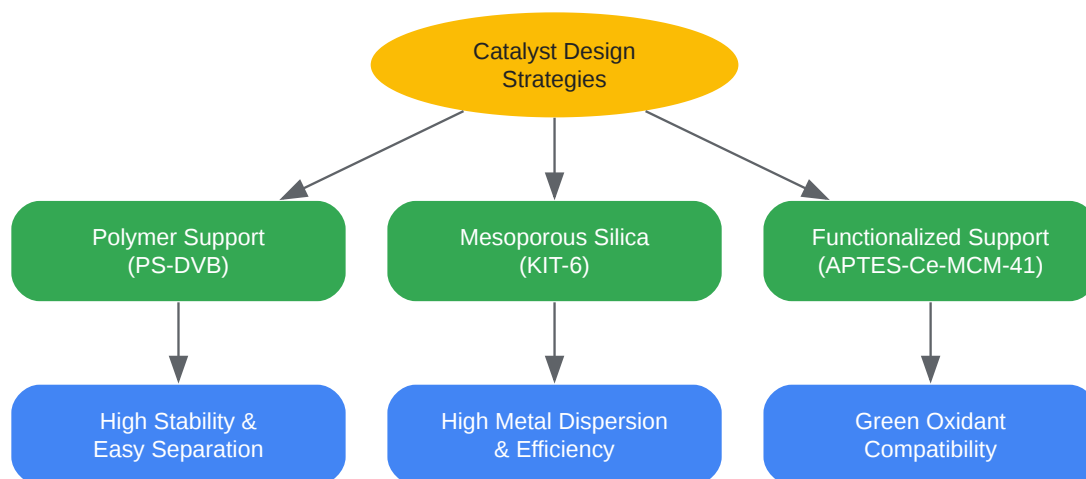 Catalyst Design
Strategies
Polymer Support
(PS-DVB)
Mesoporous Silica
(KIT-6)
Functionalized Support
(APTES-Ce-MCM-41)
High Stability &
Easy Separation
High Metal Dispersion
& Efficiency
Green Oxidant
Compatibility